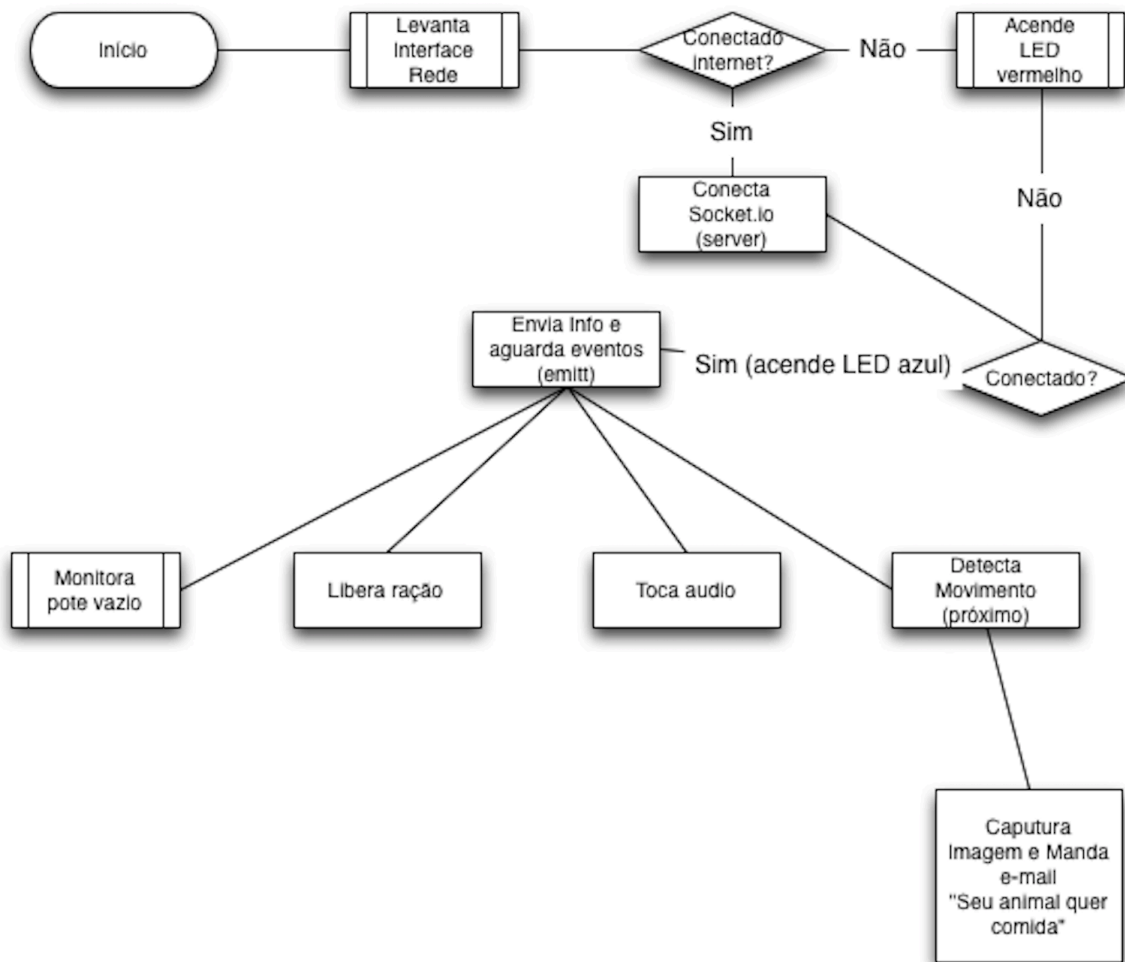 Início
Levanta
Interface
Rede
Conectado
internet?
Não
Acende
LED
vermelho
Sim
Não
Conecta
Socket.io
(server)
Envia Info e
aguarda eventos
(emitt)
Sim (acende LED azul)
Conectado?
Monitora
pote vazio
Libera ração
Toca audio
Detecta
Movimento
(próximo)
Caputura
Imagem e Manda
e-mail
"Seu animal quer
comida"